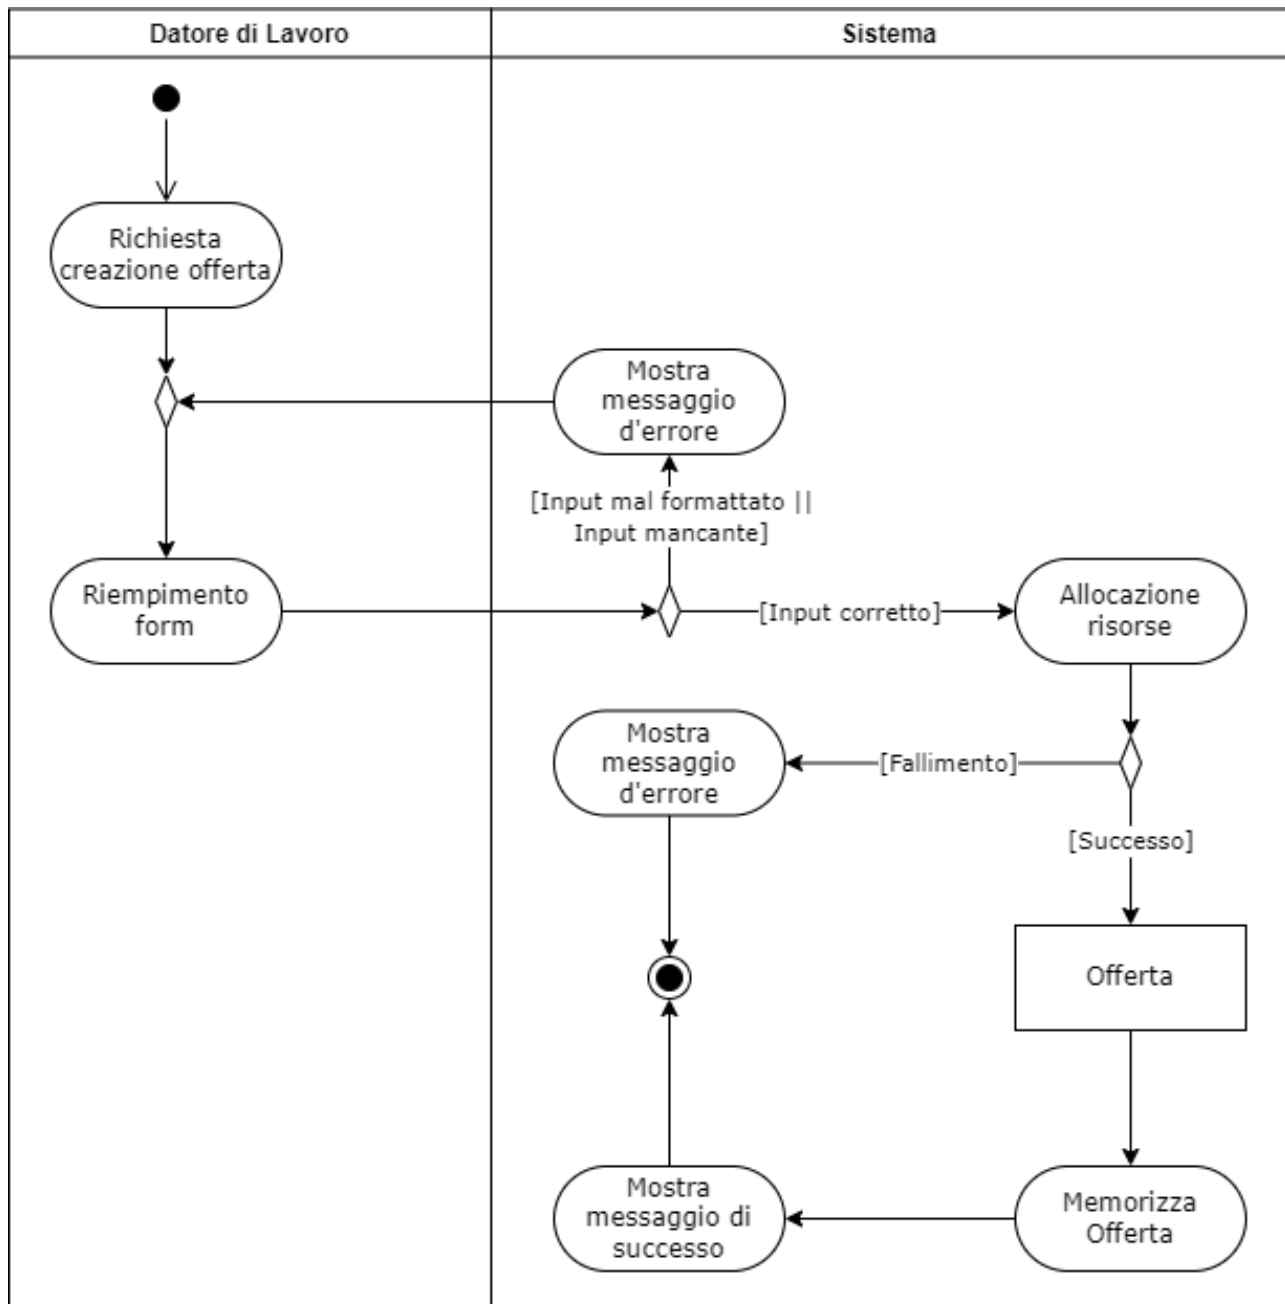 Datore di Lavoro
Sistema
Richiesta
creazione offerta
Mostra
messaggio
d'errore
[Input mal formattato ||
Input mancante]
Riempimento
form
[Input corretto]
Allocazione
risorse
Mostra
messaggio
d'errore
[Fallimento]
[Successo]
Offerta
Mostra
messaggio di
successo
Memorizza
Offerta